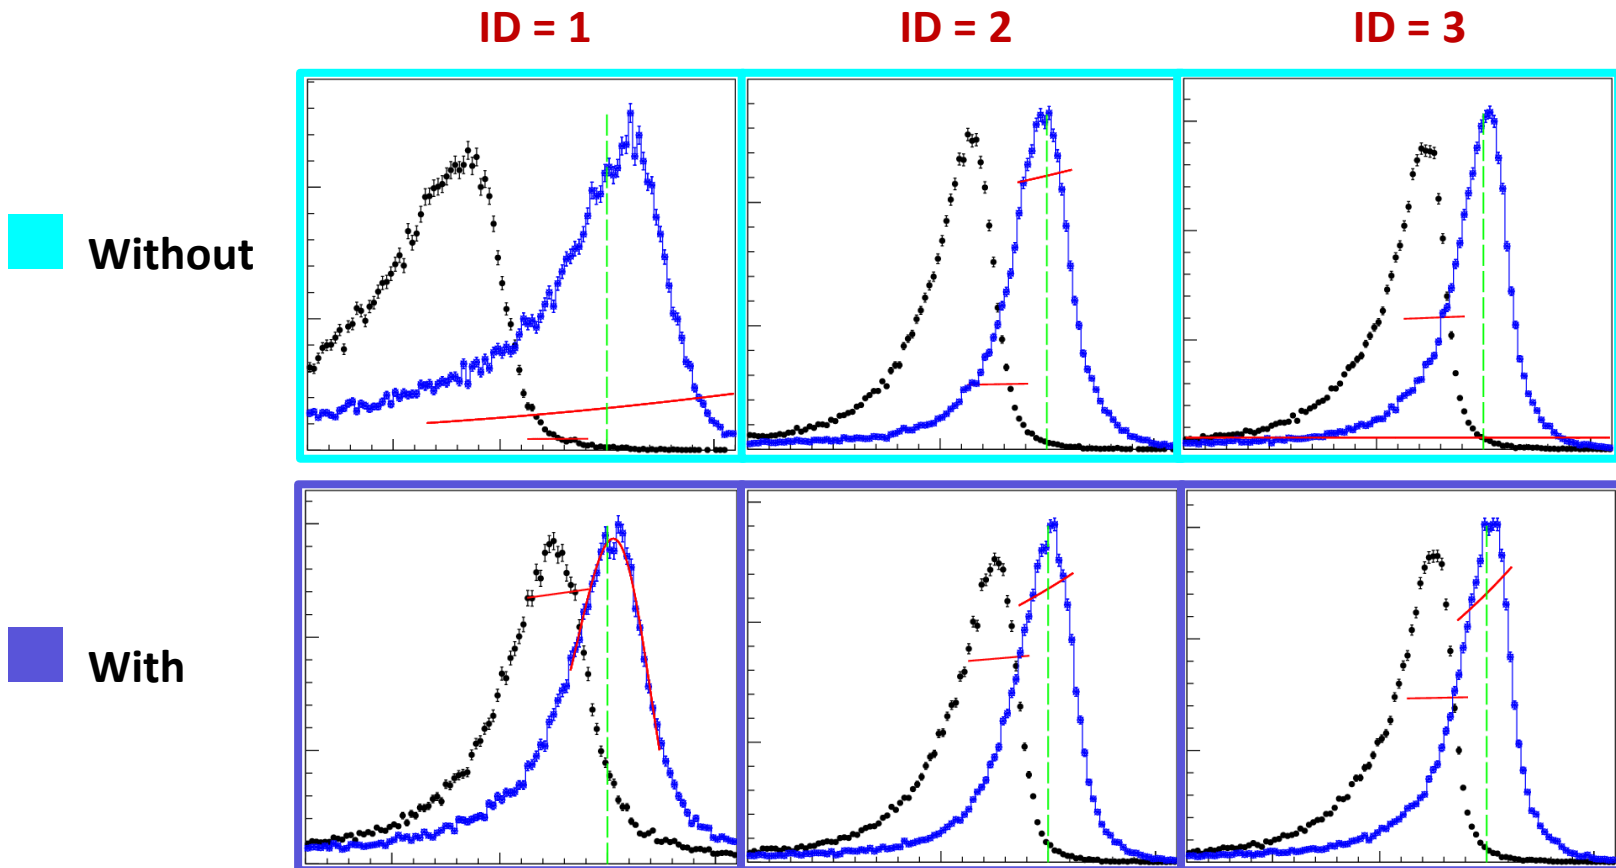 ID = 1
ID = 2
ID = 3
Without
With